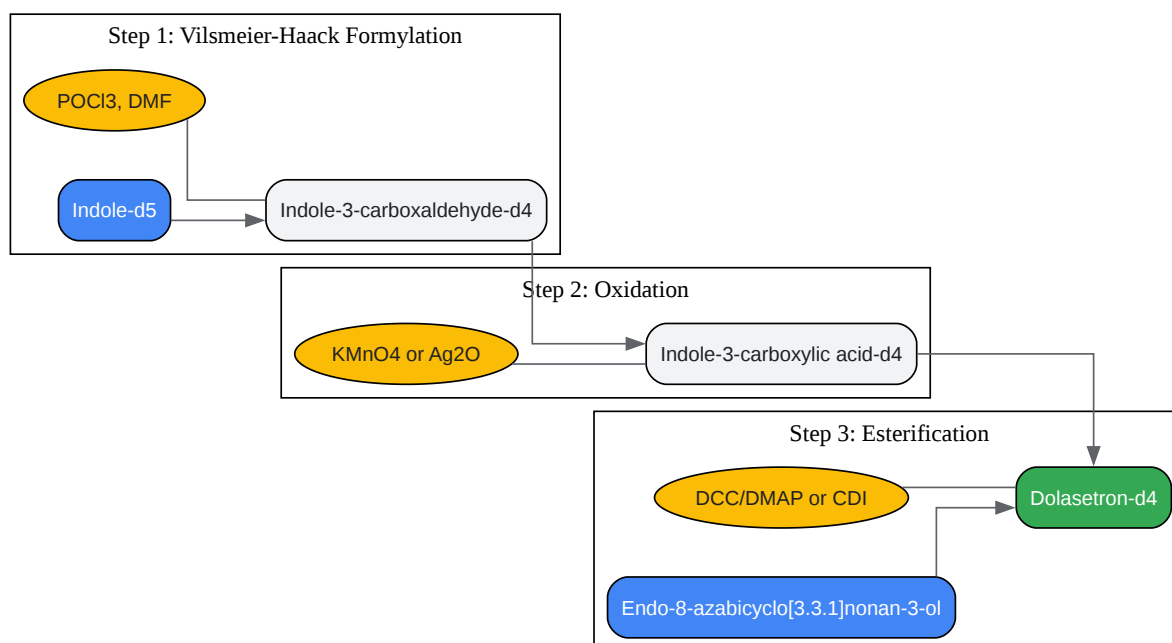 Step 1: Vilsmeier-Haack Formylation
POCl3, DMF
Indole-d5
Indole-3-carboxaldehyde-d4
Step 2: Oxidation
KMnO4 or Ag2O
Indole-3-carboxylic acid-d4
Step 3: Esterification
DCC/DMAP or CDI
Dolasetron-d4
Endo-8-azabicyclo[3.3.1]nonan-3-ol